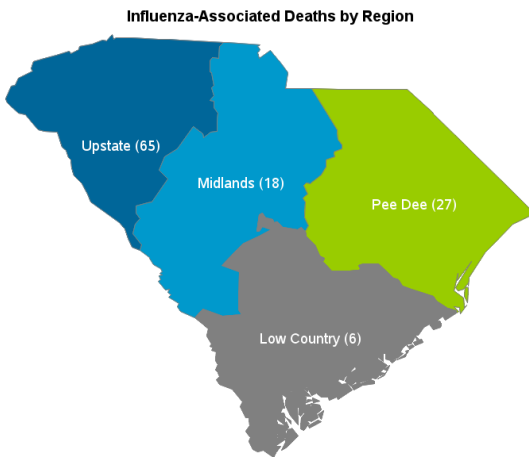 Influenza-Associated Deaths by Region
Upstate (65)
Midlands (18)
Pee Dee (27)
Low Country (6)